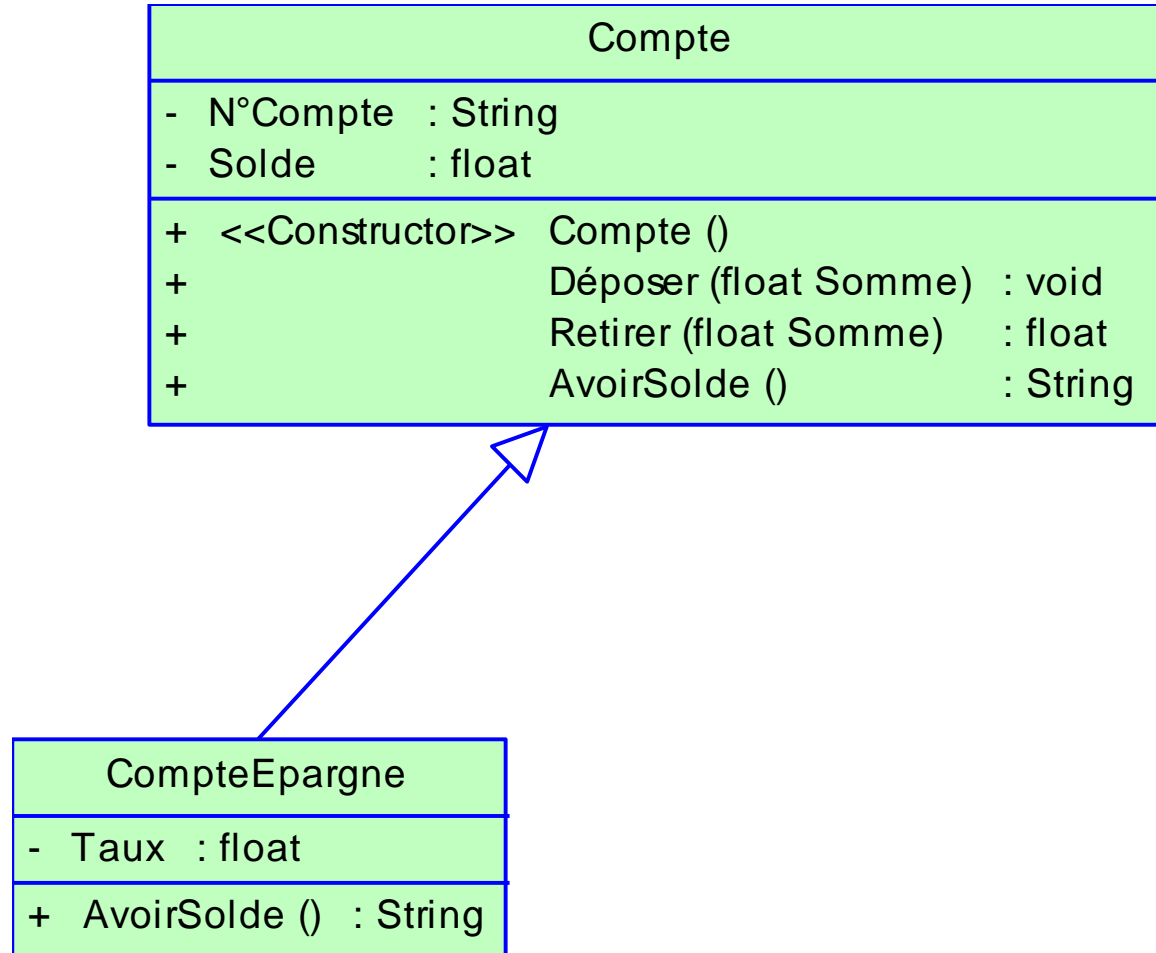 Compte
- N°Compte : String
- Solde : float
+ <<Constructor>> Compte ()
+ Déposer (float Somme) : void
+ Retirer (float Somme) : float
+ AvoirSolde () : String
CompteEpargne
- Taux : float
+ AvoirSolde () : String